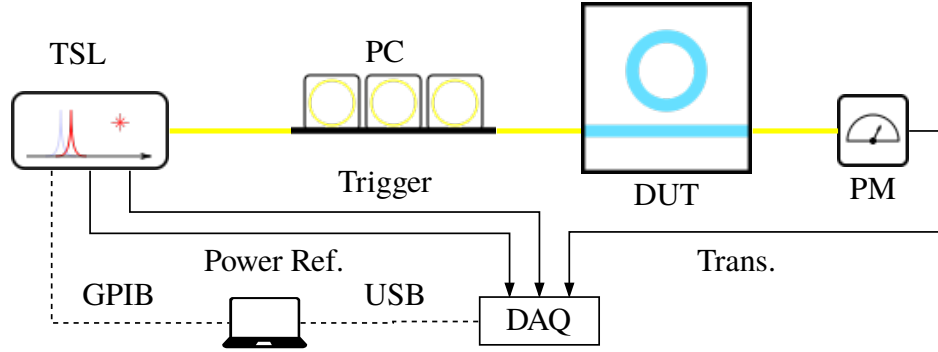 TSL
PC
Trigger
DUT
PM
Power Ref.
Trans.
GPIB
USB
DAQ